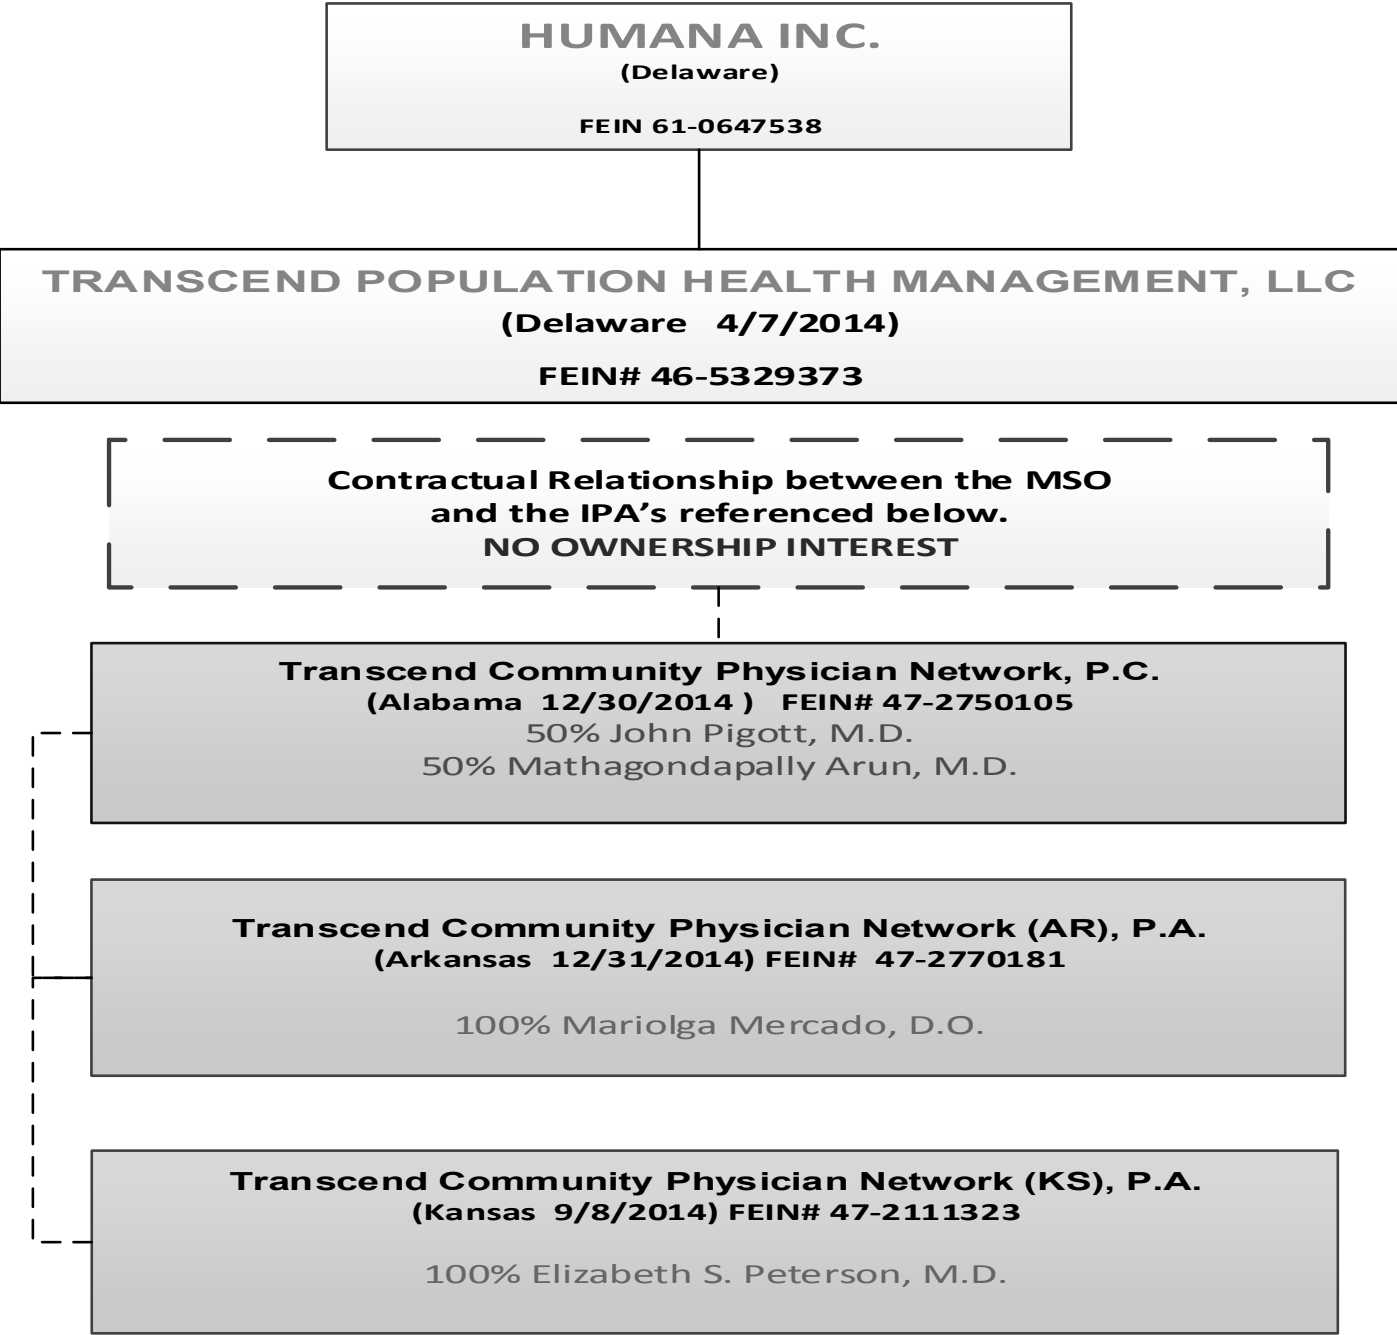 HUMANA INC.
(Delaware)
FEIN 61-0647538
TRANSCEND POPULATION HEALTH MANAGEMENT, LLC
(Delaware 4/7/2014)
FEIN# 46-5329373
Contractual Relationship between the MSO
and the IPA’s referenced below.
NO OWNERSHIP INTEREST
Transcend Community Physician Network, P.C.
(Alabama 12/30/2014 ) FEIN# 47-2750105
50% John Pigott, M.D.
50% Mathagondapally Arun, M.D.
Transcend Community Physician Network (AR), P.A.
(Arkansas 12/31/2014) FEIN# 47-2770181
100% Mariolga Mercado, D.O.
Transcend Community Physician Network (KS), P.A.
(Kansas 9/8/2014) FEIN# 47-2111323
100% Elizabeth S. Peterson, M.D.